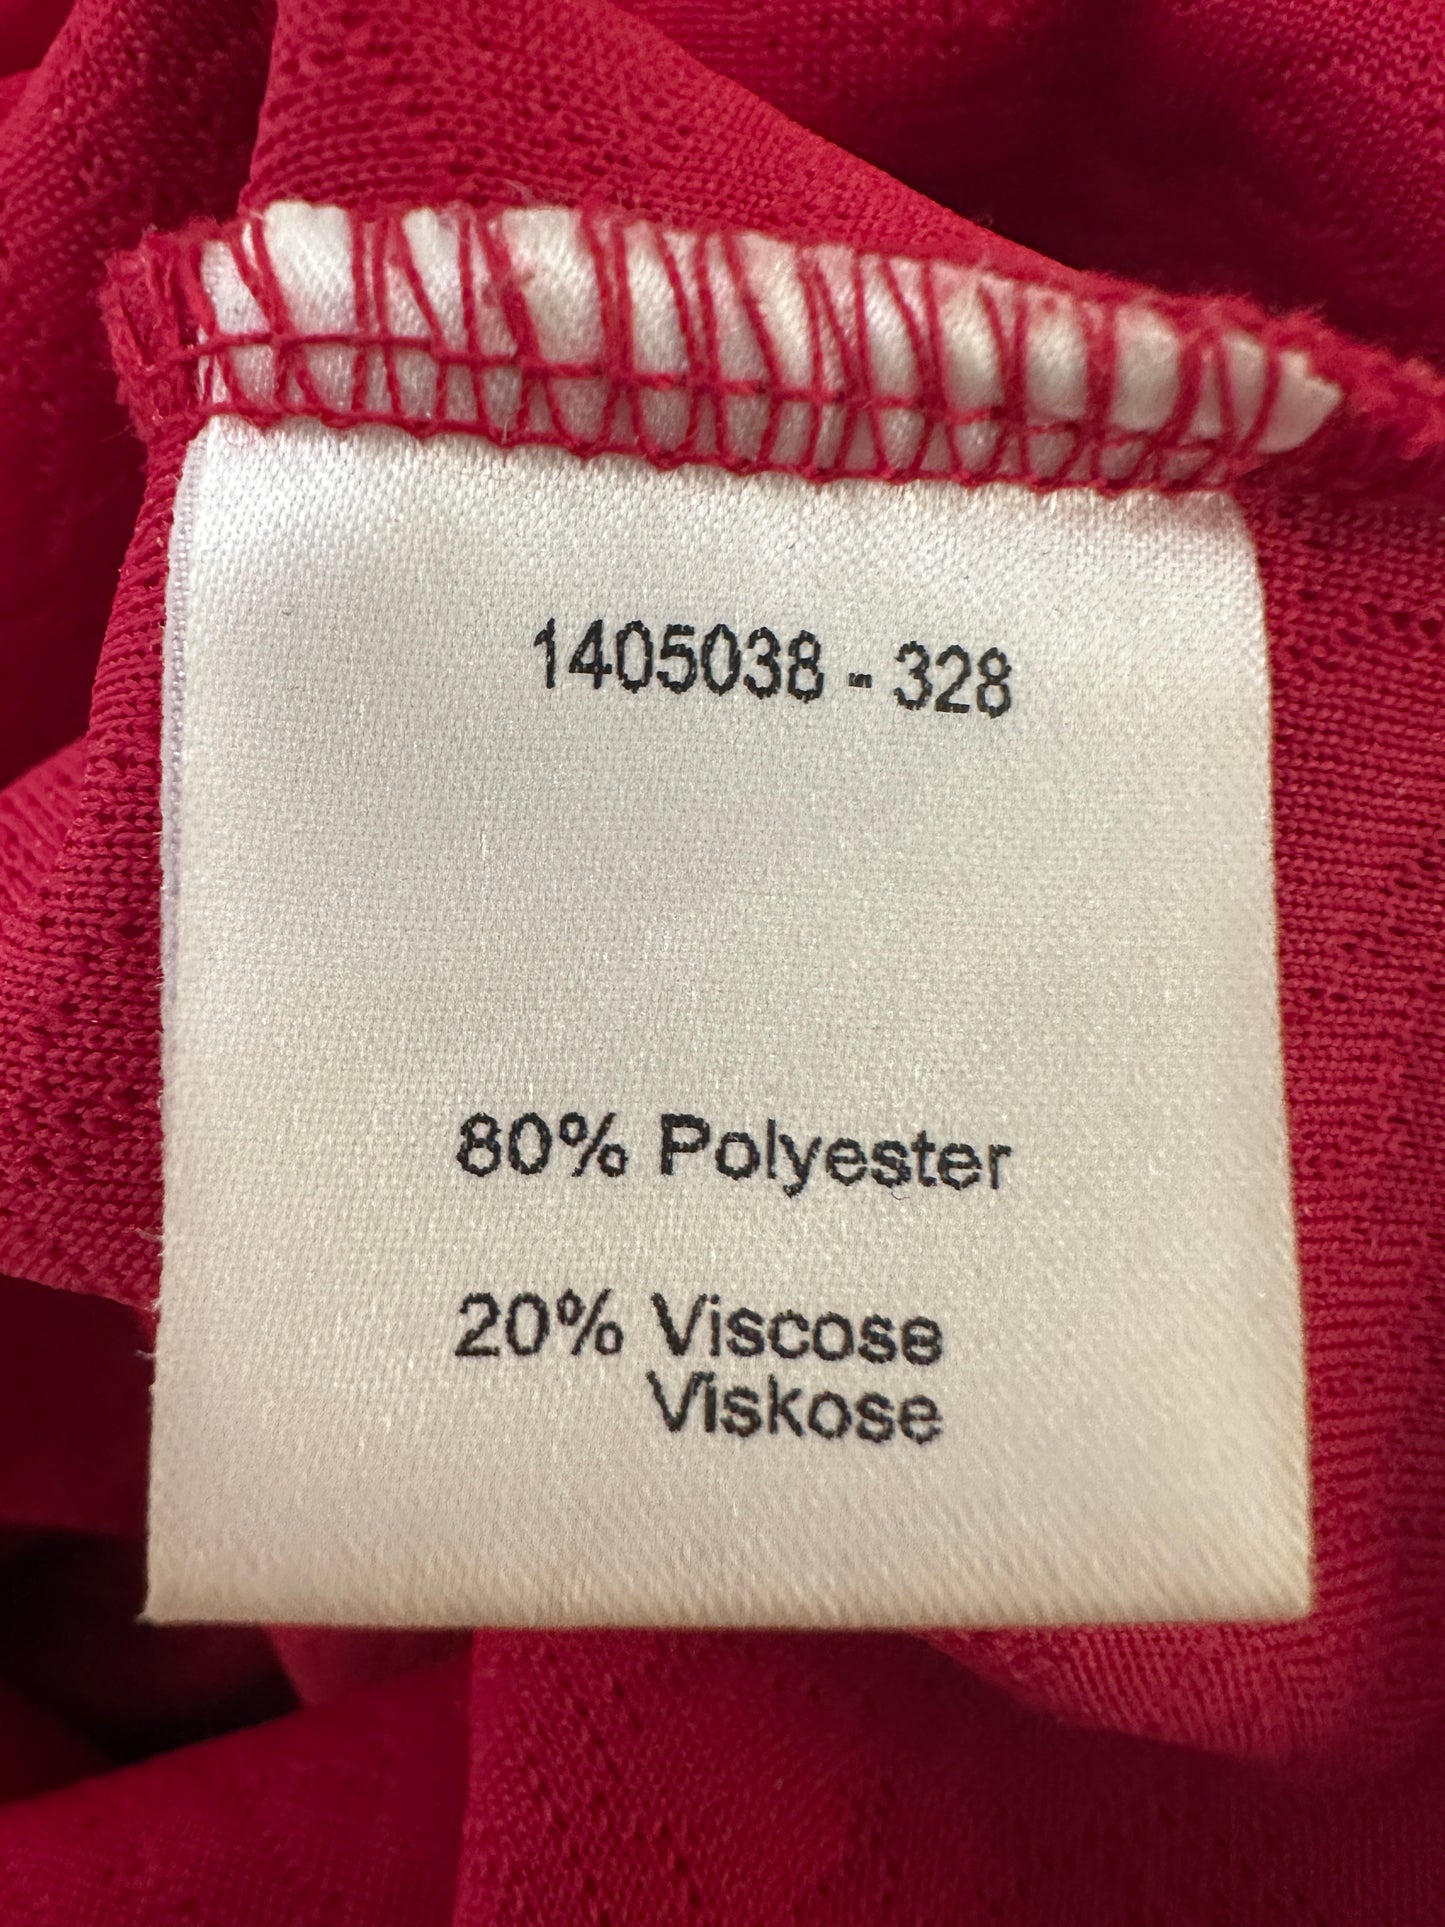 1405038 - 328
80% Polyester
20% Viscose
Viskose